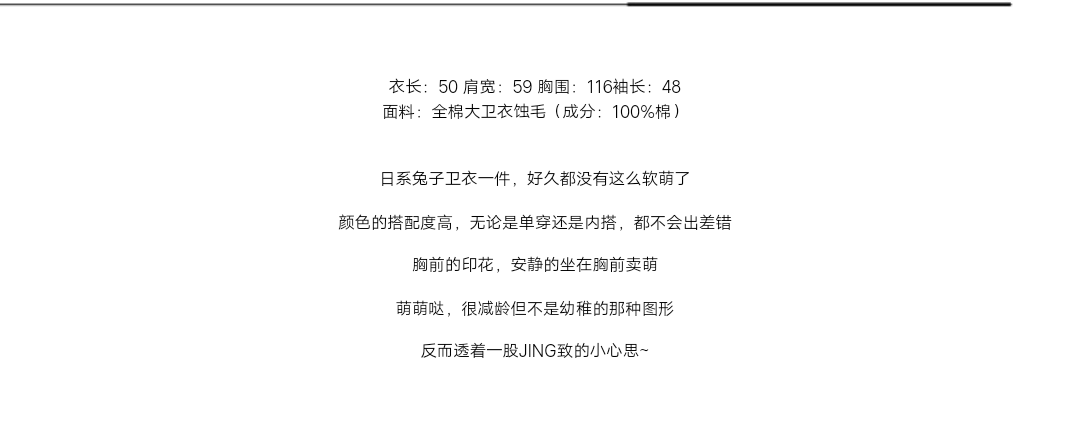 衣长：50 肩宽：59 胸围：116袖长：48
面料：全棉大卫衣蚀毛（成分：100%棉）
日系兔子卫衣一件，好久都没有这么软萌了
颜色的搭配度高，无论是单穿还是内搭，都不会出差错
胸前的印花，安静的坐在胸前卖萌
萌萌哒，很减龄但不是幼稚的那种图形
反而透着一股JING致的小心思~